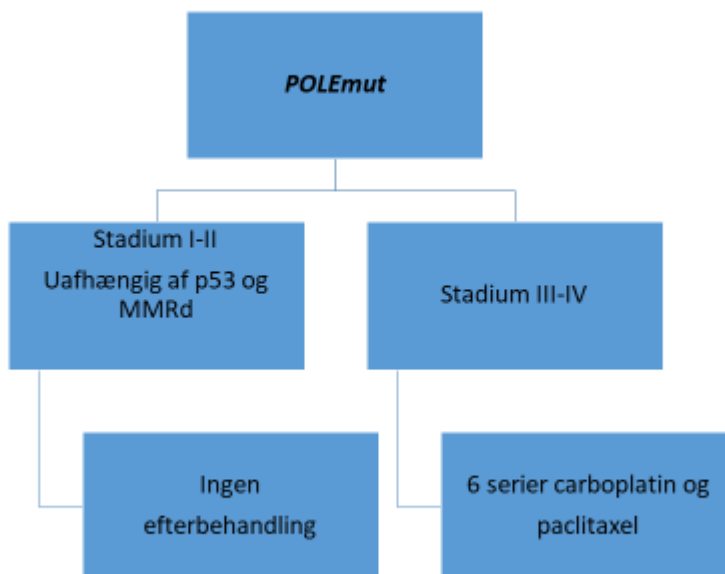 POLEmut
Stadium I-II
Uafhængig af p53 og
MMRd
Stadium III-IV
Ingen
efterbehandling
6 serier carboplatin og
paclitaxel